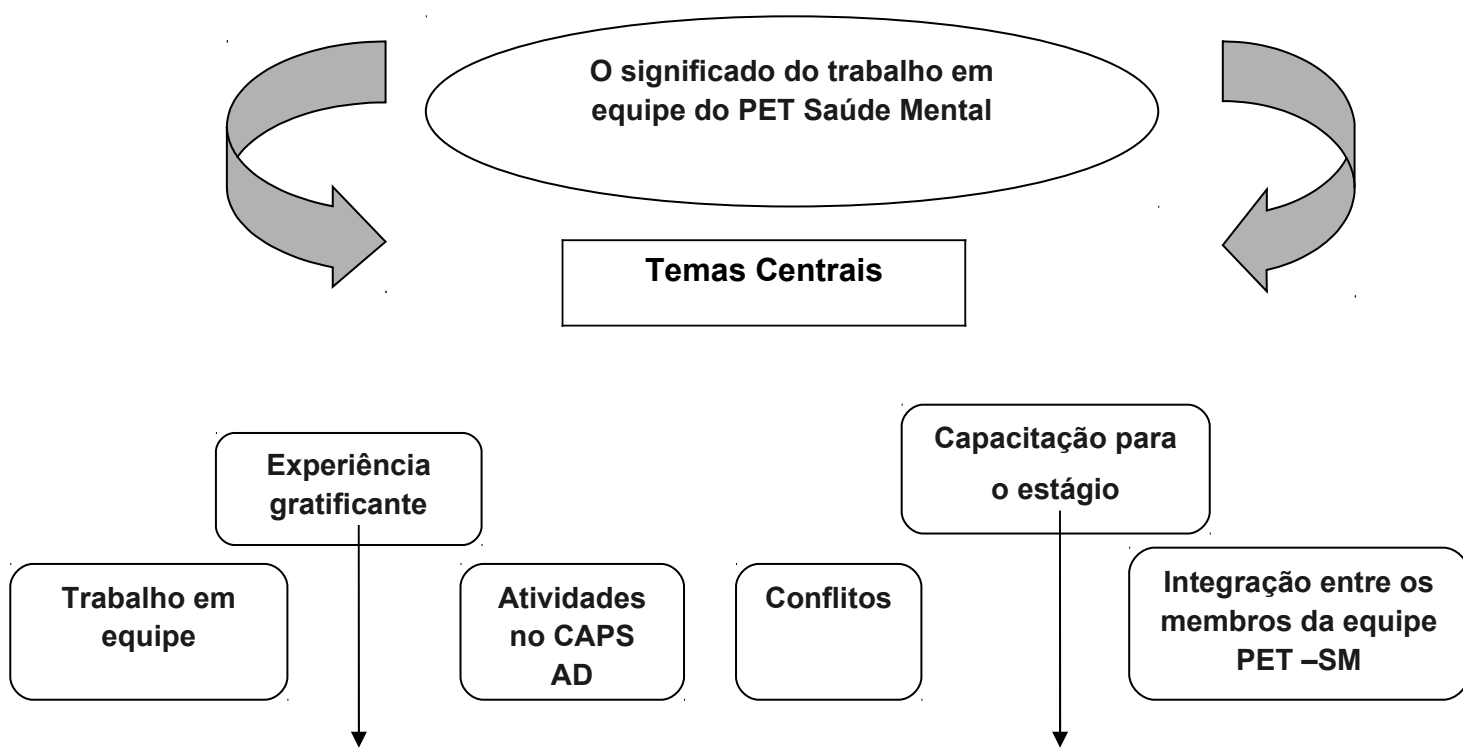 O significado do trabalho em
equipe do PET Saúde Mental
Temas Centrais
Experiência
gratificante
Capacitação para
o estágio
Trabalho em
equipe
Atividades
no CAPS
AD
Conflitos
Integração entre os
membros da equipe
PET –SM